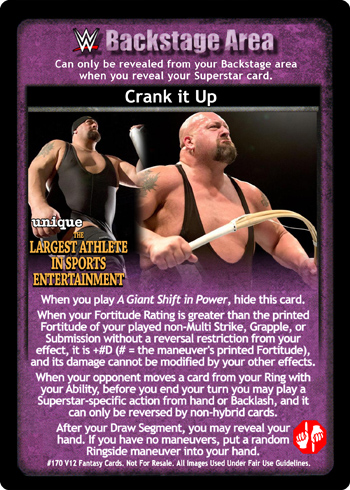 W Backstage Area
Can only be revealed from your Backstage area
when you reveal your Superstar card.
Crank it Up
unique
THE
LARGEST ATHLETE
IN SPORTS
ENTERTAINMENT
When you play A Giant Shift in Power, hide this card.
When your Fortitude Rating is greater than the printed
Fortitude of your played non-Multi Strike, Grapple, or
Submission without a reversal restriction from your
effect, it is +#D (# = the maneuver's printed Fortitude),
and its damage cannot be modified by your other effects.
When your opponent moves a card from your Ring with
your Ability, before you end your turn you may play a
Superstar-specific action from hand or Backlash, and it
can only be reversed by non-hybrid cards.
After your Draw Segment, you may reveal your
hand. If you have no maneuvers, put a random
Ringside maneuver into your hand.
#170 V12 Fantasy Cards. Not For Resale. All Images Used Under Fair Use Guidelines.